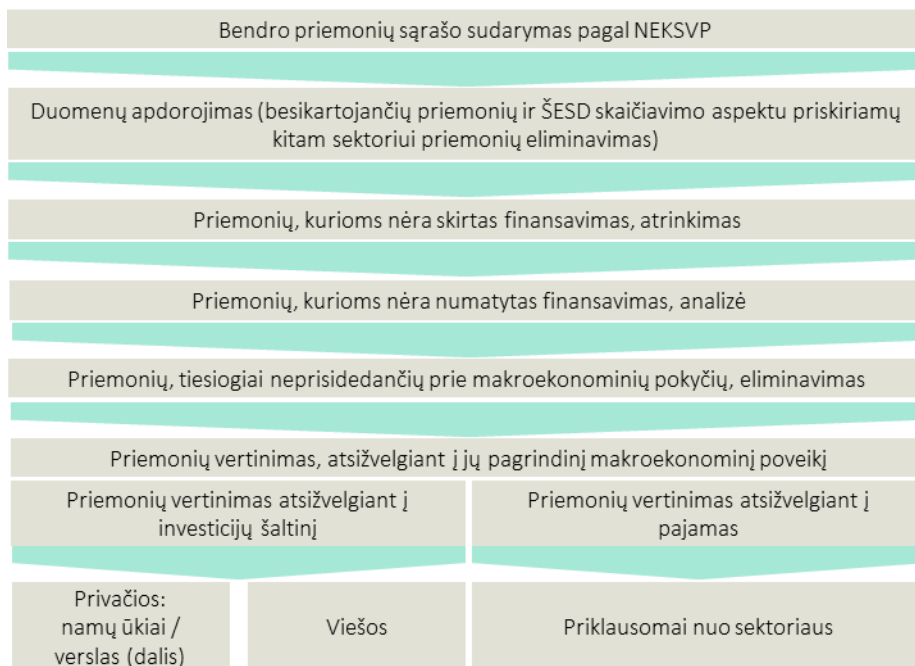 Bendro priemonių sąrašo sudarymas pagal NEKSVP
Duomenų apdorojimas (besikartojančių priemonių ir ŠESD skaičiavimo aspektu priskiriamų
kitam sektoriui priemonių eliminavimas)
Priemonių, kurioms nėra skirtas finansavimas, atrinkimas
Priemonių, kurioms nėra numatytas finansavimas, analizė
Priemonių, tiesiogiai neprisidedančių prie makroekonominių pokyčių, eliminavimas
Priemonių vertinimas, atsižvelgiant į jų pagrindinį makroekonominį poveikį
Priemonių vertinimas atsižvelgiant į
investicijų šaltinį
Priemonių vertinimas atsižvelgiant į
pajamas
Privačios:
namų ūkiai /
verslas (dalis)
Viešos
Priklausomai nuo sektoriaus